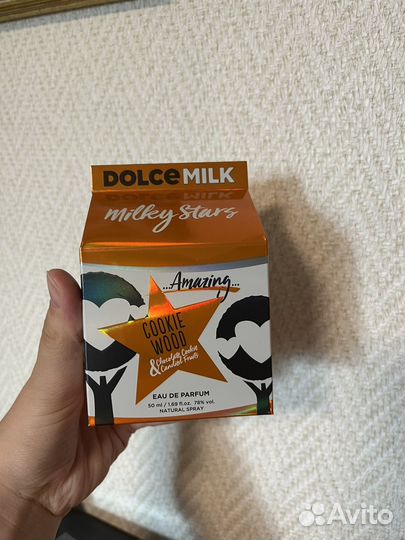 DOLCE MILK
Milky Stars
...Amazing...
COOKIE
WOOD
& Chocolate Cookie
Candied Fruits
EAU DE PARFUM
50 ml / 1.69 fl.oz. 78% vol.
NATURAL SPRAY
Avito